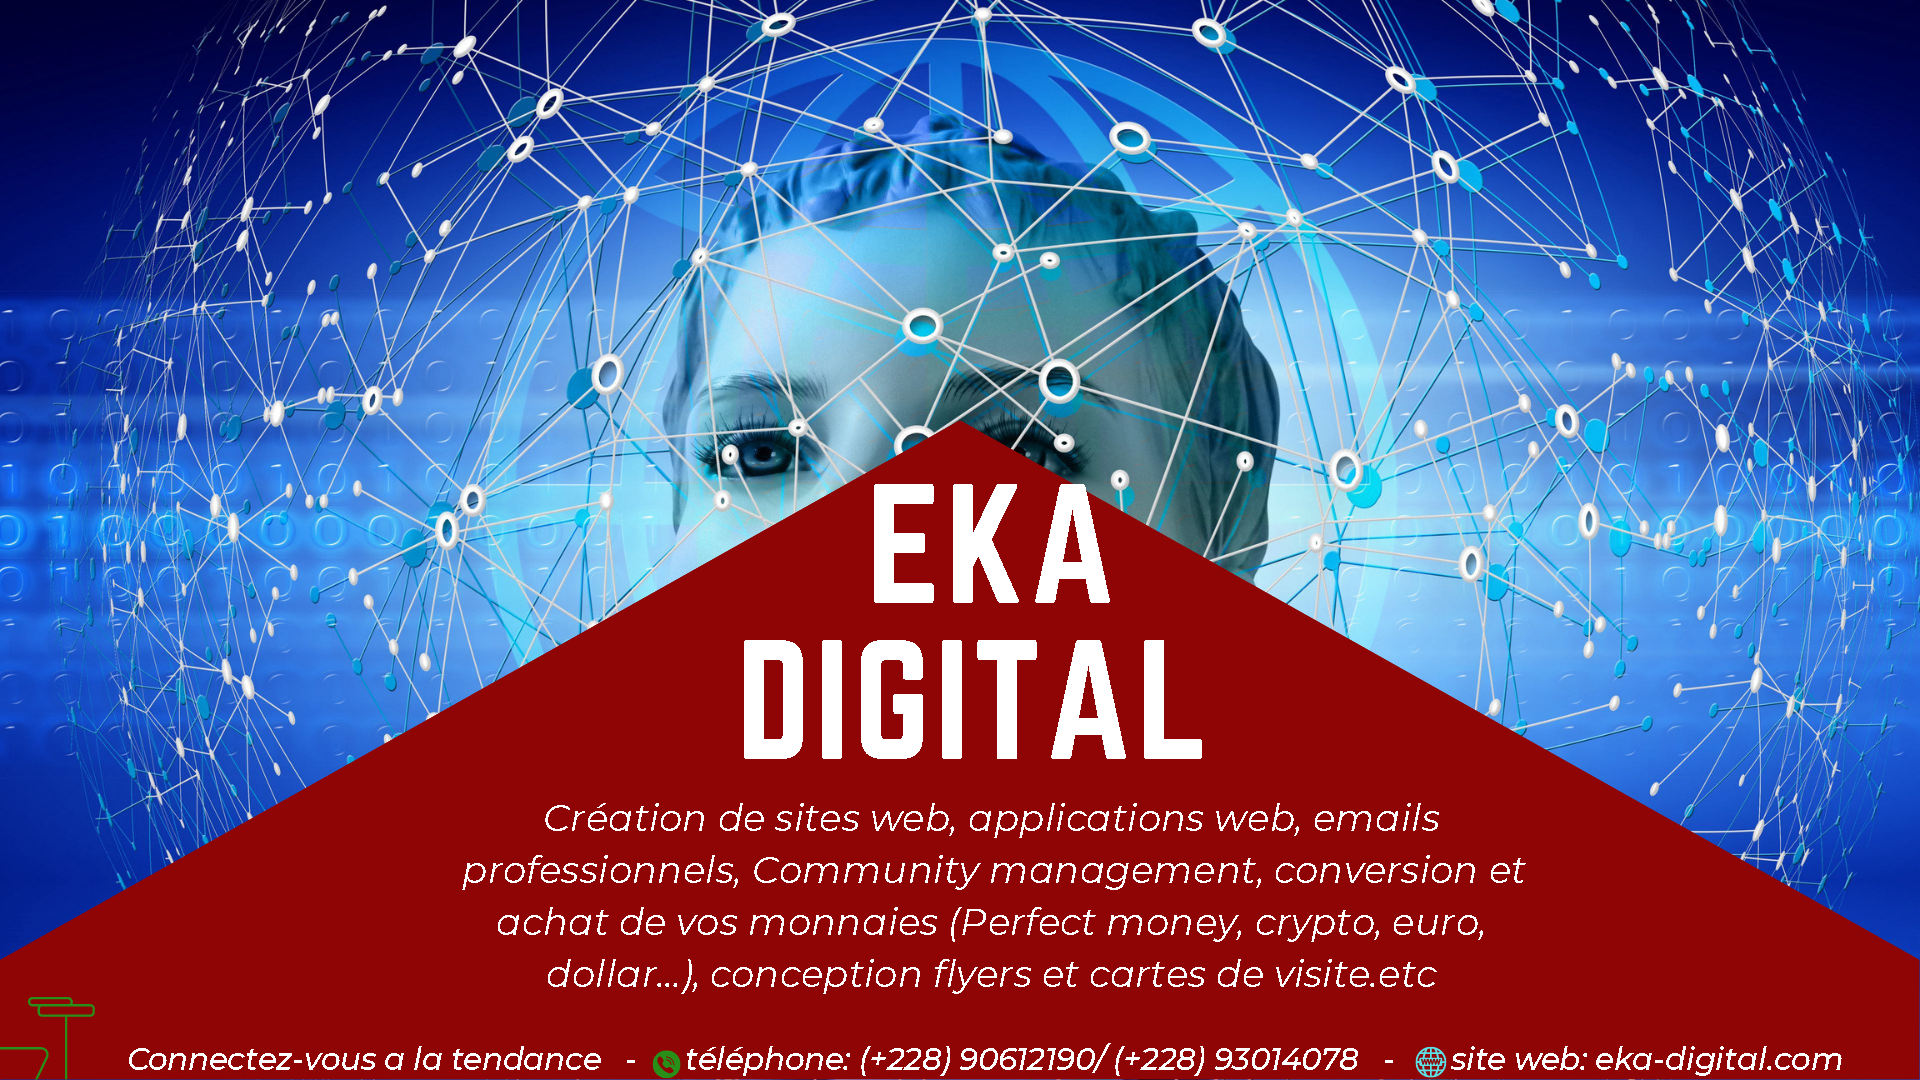 EKA
DIGITAL
Création de sites web, applications web, emails
professionnels, Community management, conversion et
achat de vos monnaies (Perfect money, crypto, euro,
dollar...), conception flyers et cartes de visite.etc
Connectez-vous a la tendance - téléphone: (+228) 90612190/ (+228) 93014078 - site web: eka-digital.com